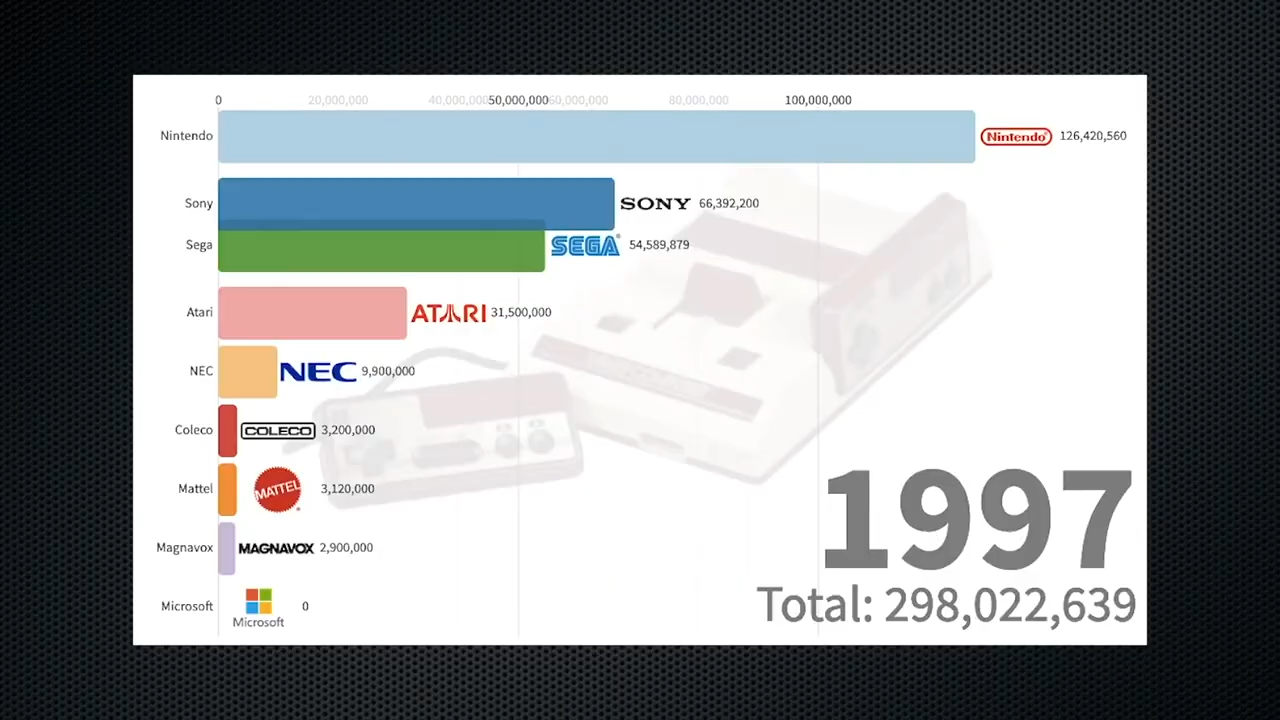 0 20,000,000 40,000,000 50,000,000 60,000,000 80,000,000 100,000,000
Nintendo Nintendo 126,420,560
Sony SONY 66,392,200
Sega SEGA 54,589,879
Atari ATARI 31,500,000
NEC NEC 9,900,000
Coleco COLECO 3,200,000
Mattel MATTEL 3,120,000
Magnavox MAGNAVOX 2,900,000
Microsoft Microsoft 0
1997
Total: 298,022,639